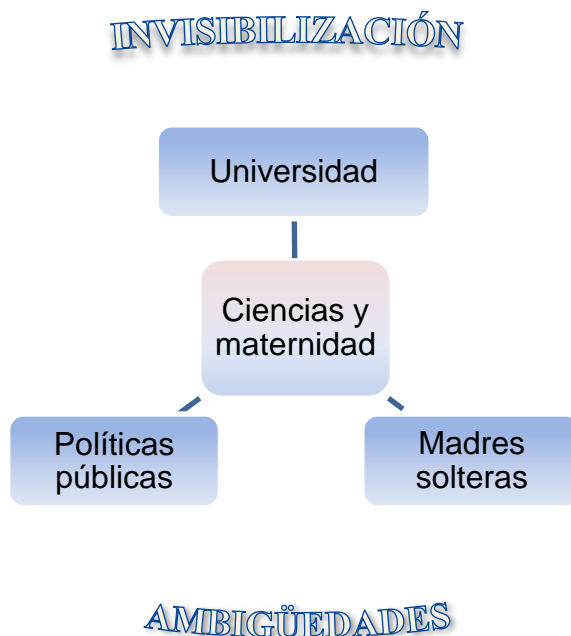 INVISIBILIZACIÓN
Universidad
Ciencias y
maternidad
Políticas
públicas
Madres
solteras
AMBIGÜEDADES